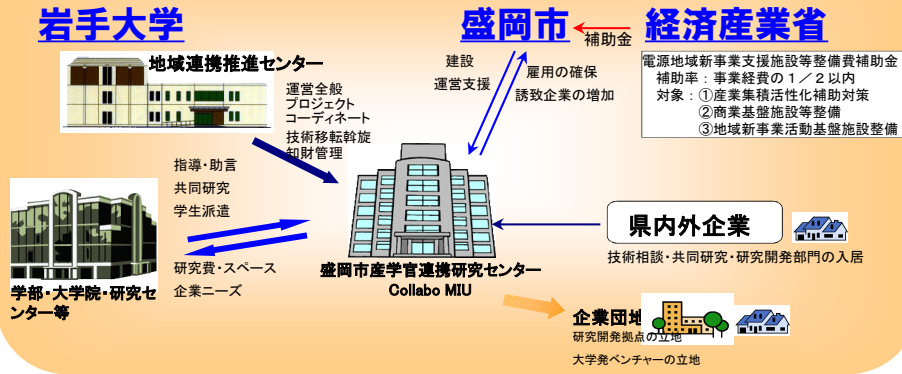 岩手大学
盛岡市
補助金
経済産業省
地域連携推進センター
運営全般
プロジェクト
コーディネート
技術移転斡旋
知財管理
建設
運営支援
雇用の確保
誘致企業の増加
電源地域新事業支援施設等整備費補助金
補助率：事業経費の１／２以内
対象：①産業集積活性化補助対策
②商業基盤施設等整備
③地域新事業活動基盤施設整備
指導・助言
共同研究
学生派遣
研究費・スペース
企業ニーズ
学部・大学院・研究セ
ンター等
盛岡市産学官連携研究センター
Collabo MIU
県内外企業
技術相談・共同研究・研究開発部門の入居
企業団地
研究開発拠点の立地
大学発ベンチャーの立地